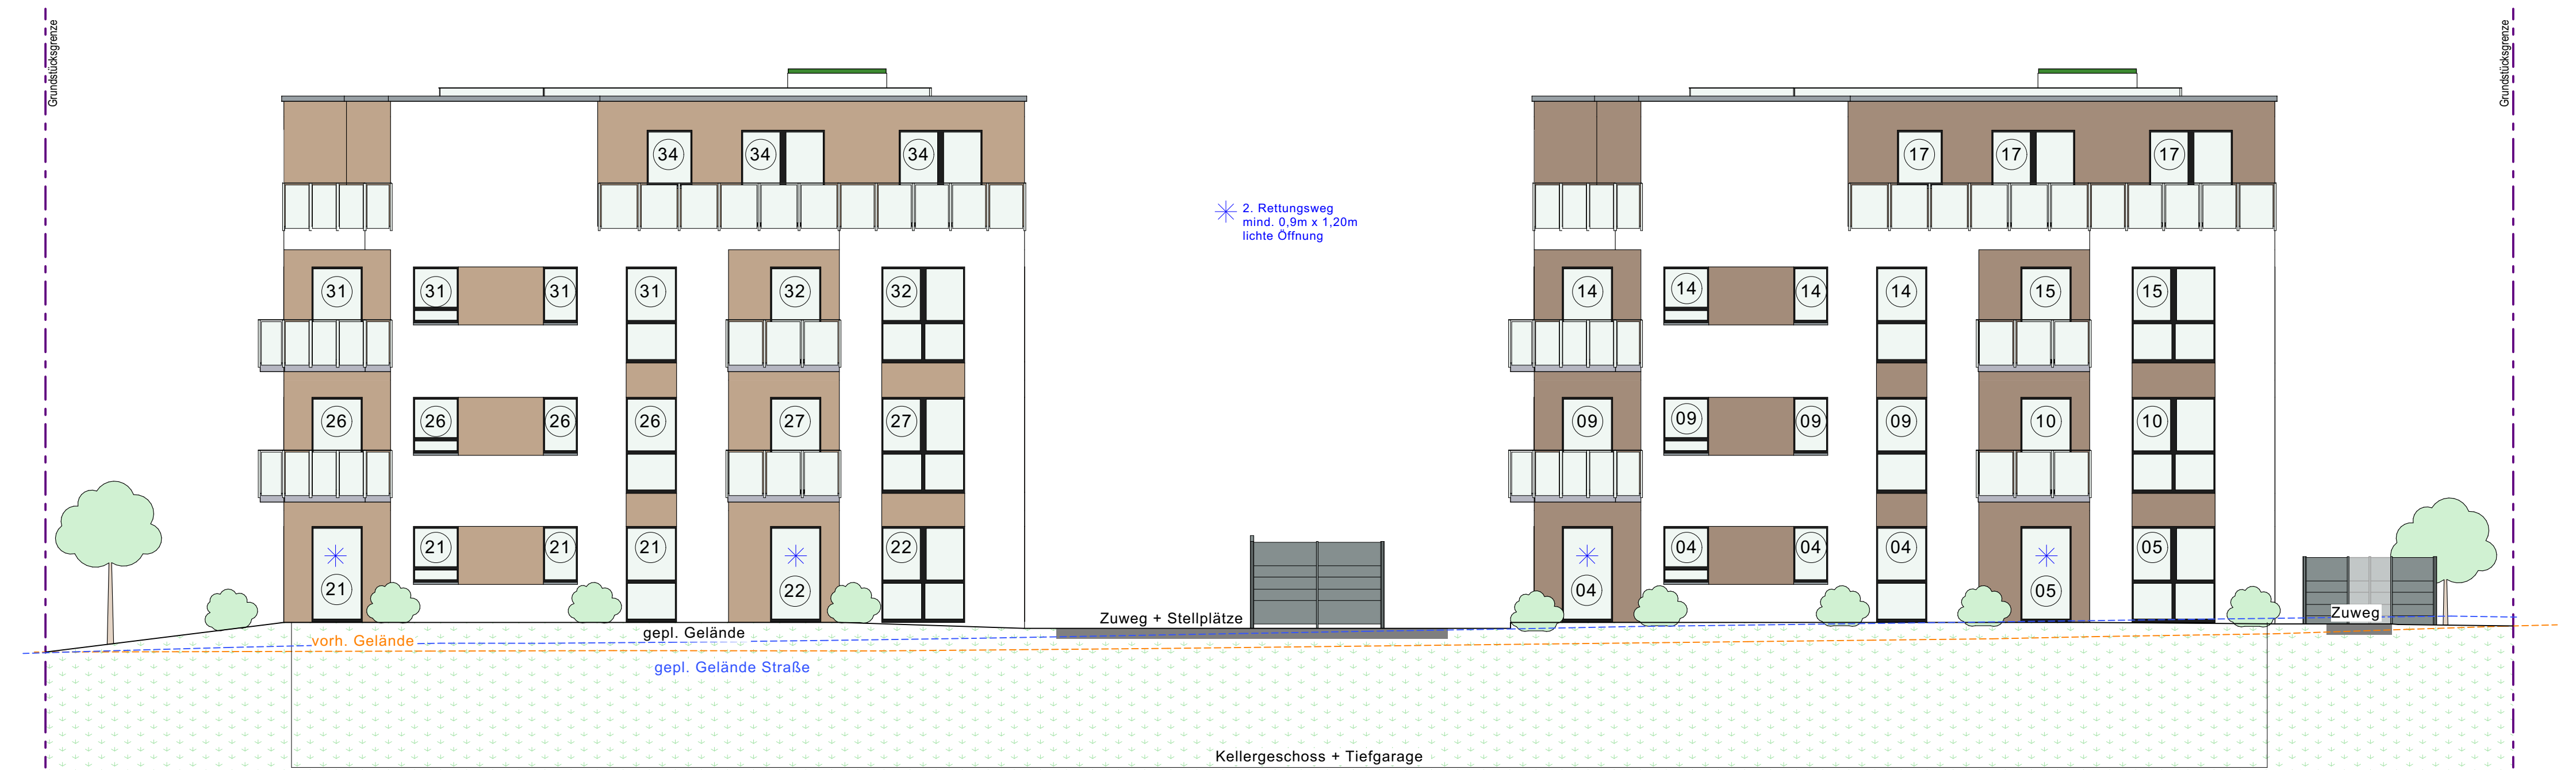 Grundstücksgrenze
Grundstücksgrenze
34 34 34
17 17 17
2. Rettungsweg
mind. 0,9m x 1,20m
lichte Öffnung
31 31 31 31 32 32
14 14 14 14 15 15
26 26 26 26 27 27
09 09 09 09 10 10
21 21 21 22
21 22
04 04 04 05
04 05
Zuweg + Stellplätze
Zuweg
vorh. Gelände
gepl. Gelände
gepl. Gelände Straße
Kellergeschoss + Tiefgarage